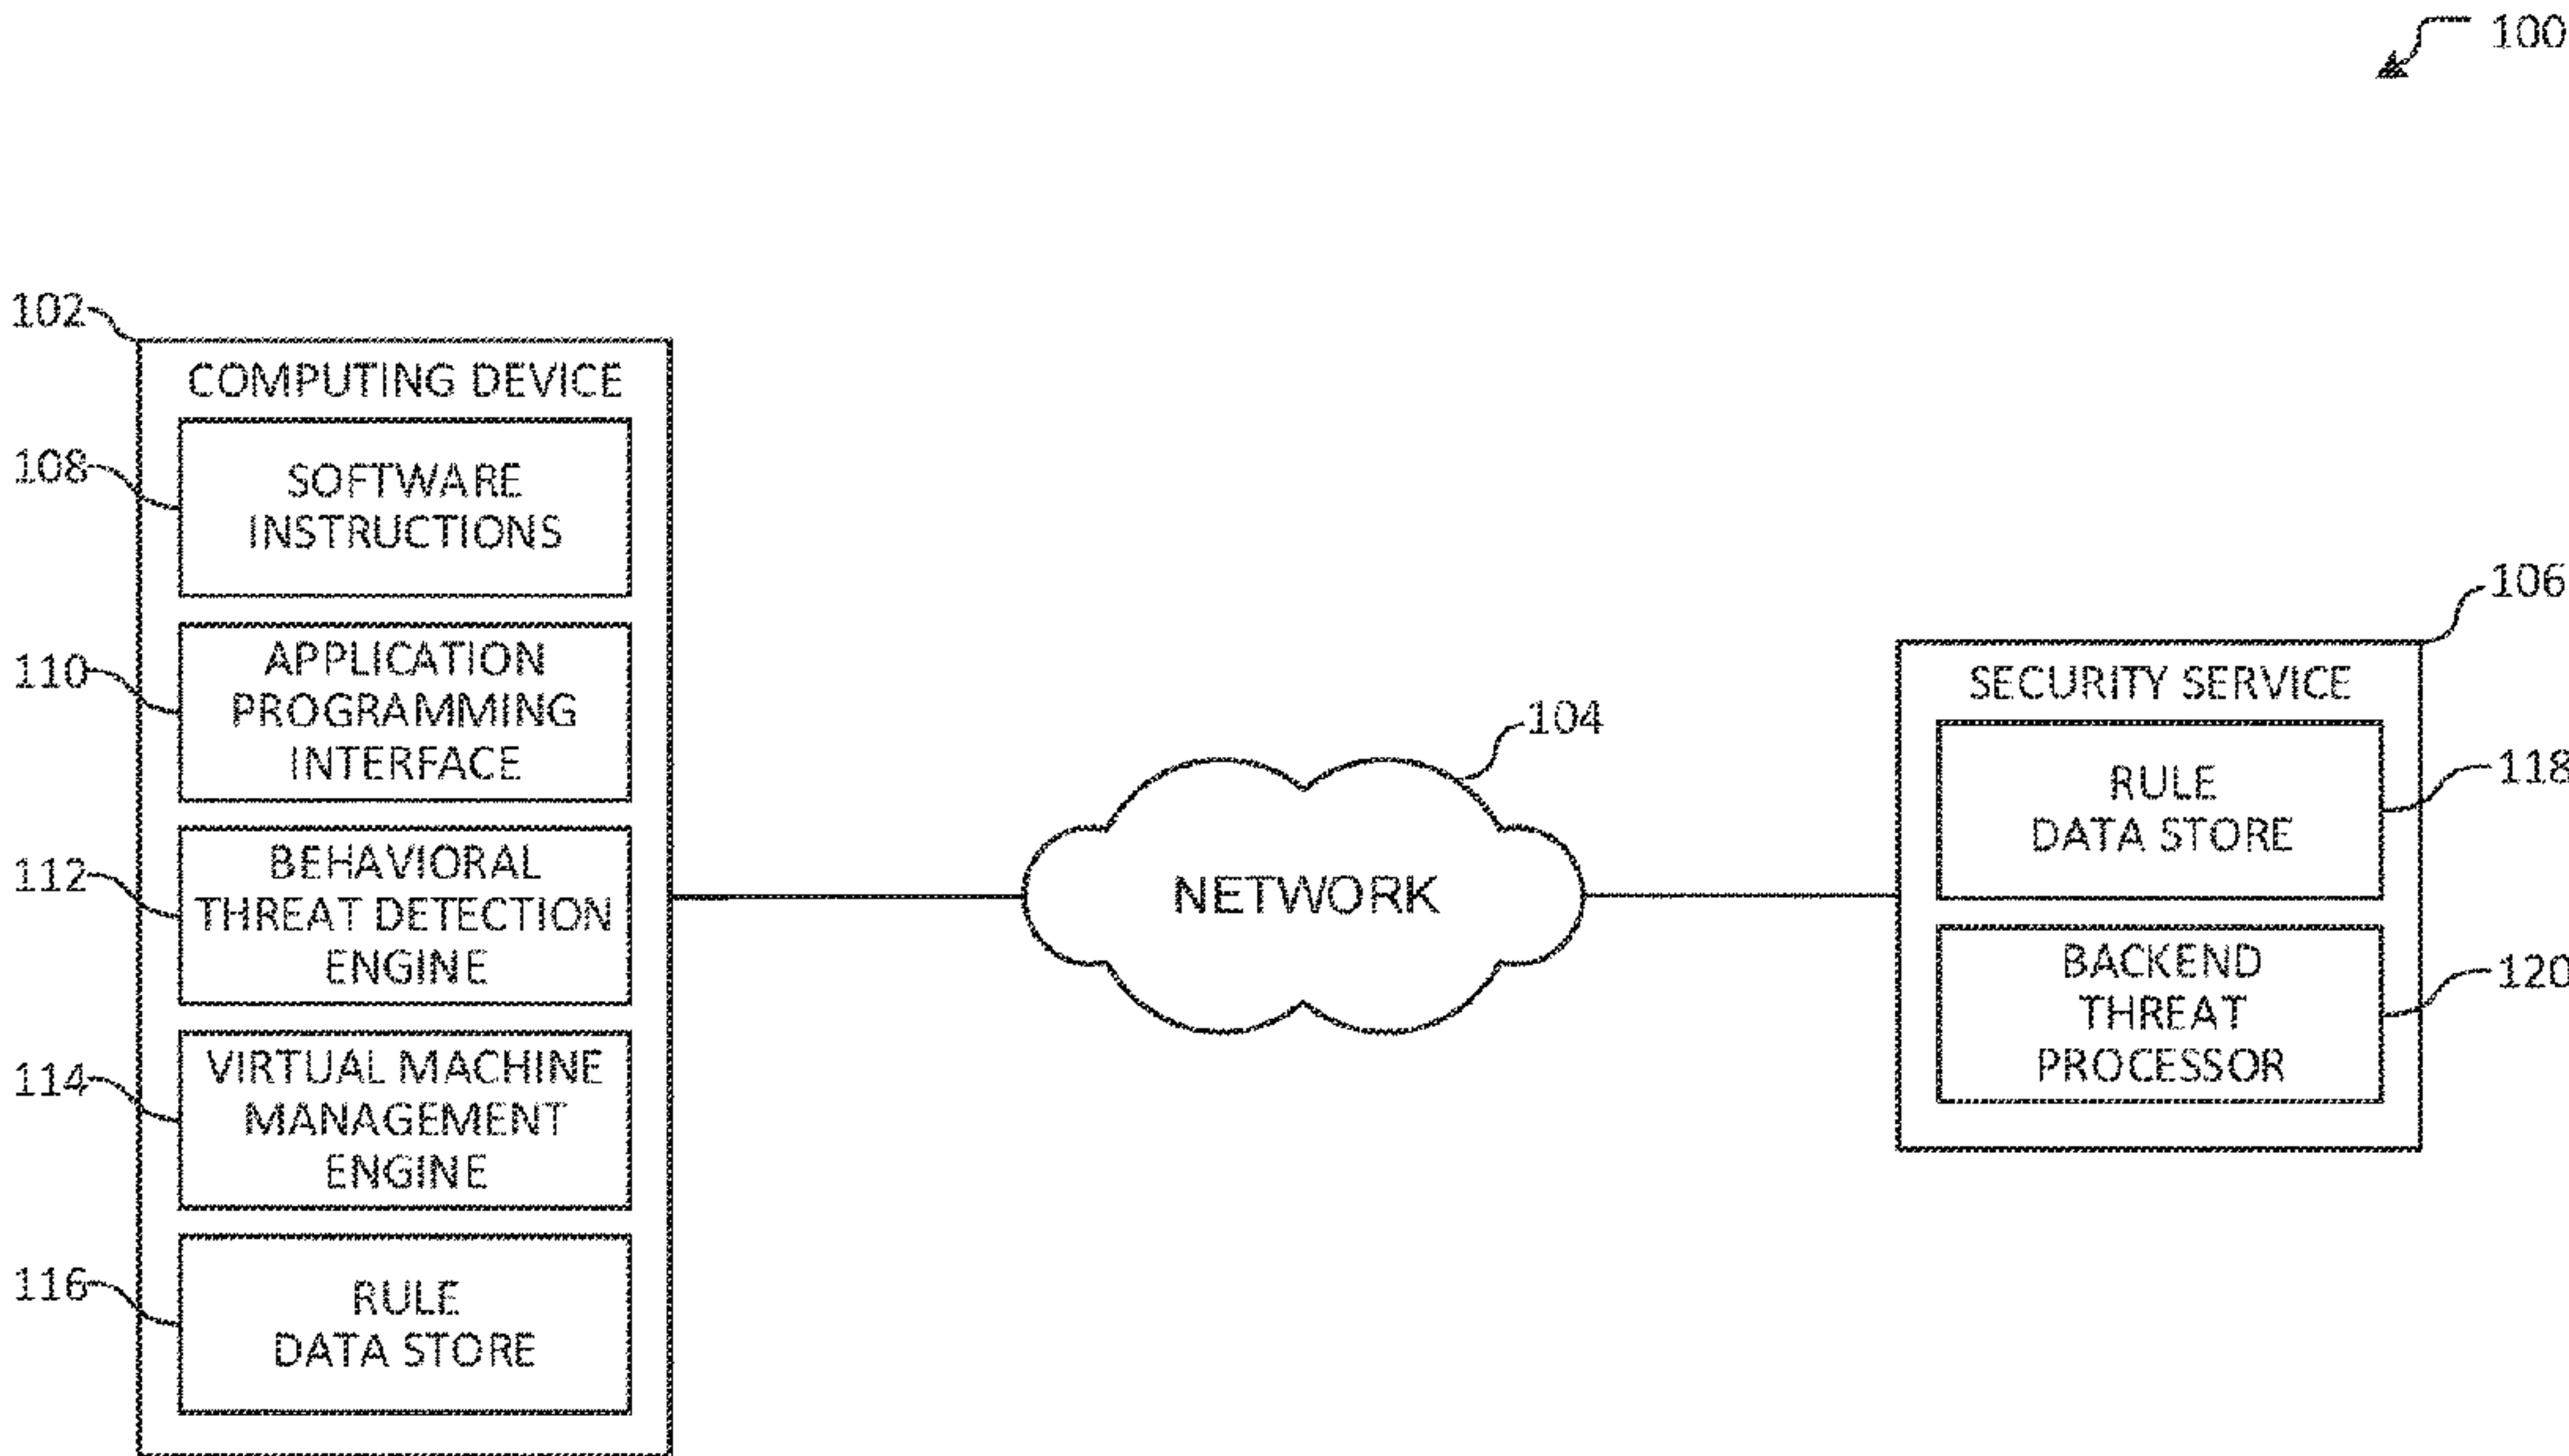 100
102
COMPUTING DEVICE
108
SOFTWARE
INSTRUCTIONS
110
APPLICATION
PROGRAMMING
INTERFACE
112
BEHAVIORAL
THREAT DETECTION
ENGINE
114
VIRTUAL MACHINE
MANAGEMENT
ENGINE
116
RULE
DATA STORE
104
NETWORK
106
SECURITY SERVICE
118
RULE
DATA STORE
120
BACKEND
THREAT
PROCESSOR